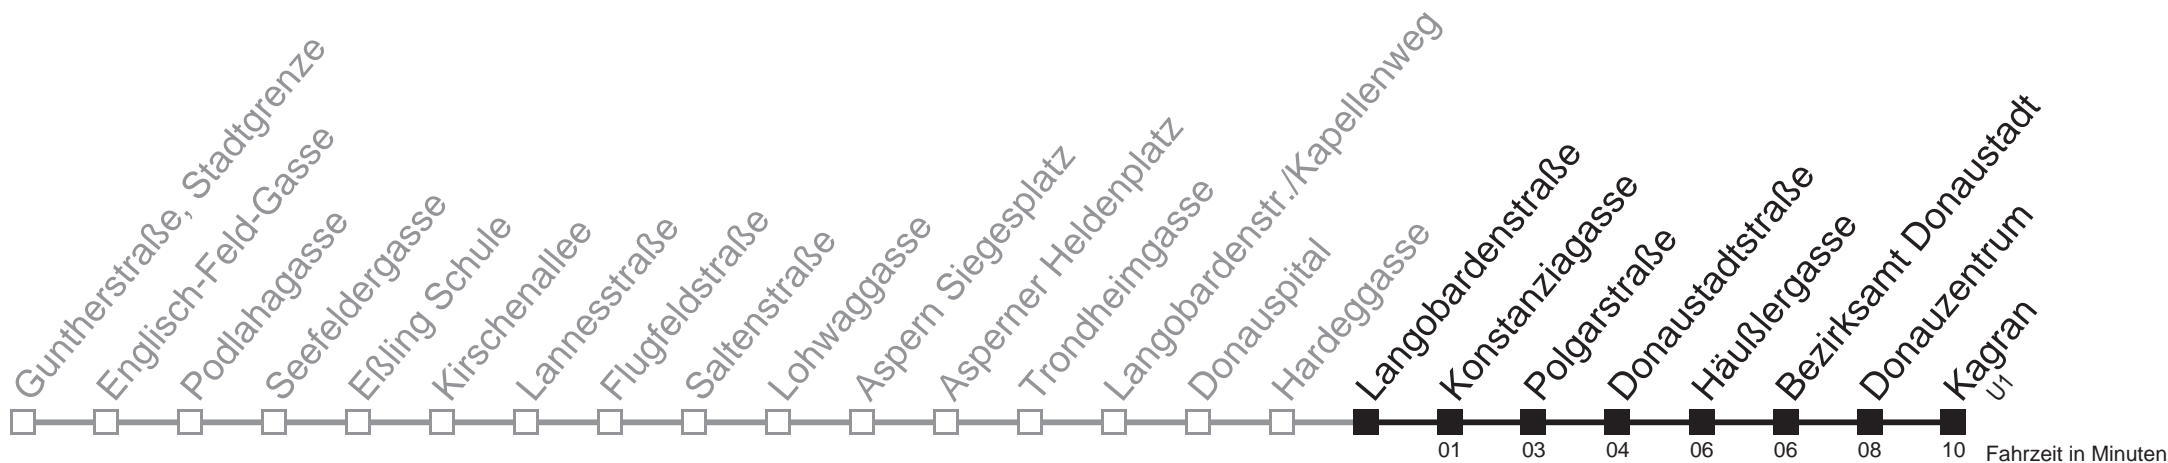 Guntherstraße, Stadtgrenze
Englisch-Feld-Gasse
Podlahagasse
Seefeldergasse
Eßling Schule
Kirschenallee
Lannesstraße
Flugfeldstraße
Saltenstraße
Lohwaggasse
Aspern Siegesplatz
Asperner Heldenplatz
Trondheimgasse
Langobardenstr./Kapellenweg
Donauspital
Hardeggasse
Langobardenstraße
Konstanziagasse
Polgarstraße
Donaustadtstraße
Häußlergasse
Bezirksamt Donaustadt
Donauzentrum
Kagran
U1
01 03 04 06 06 08 10 Fahrzeit in Minuten